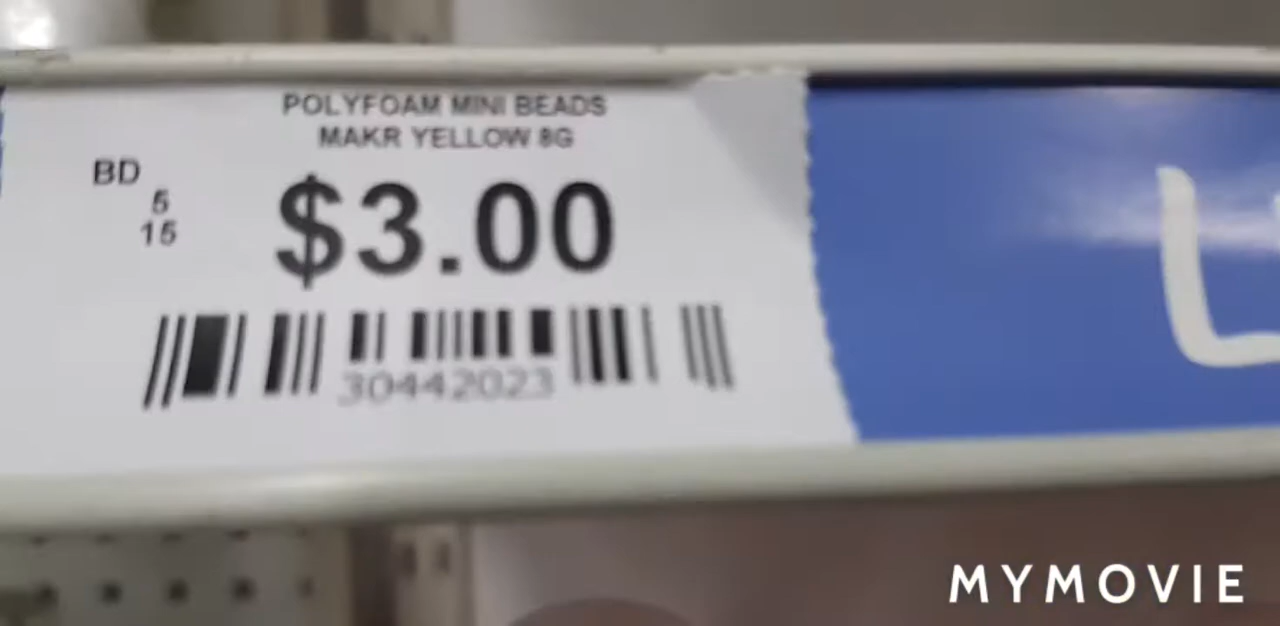 POLYFOAM MINI BEADS
MAKR YELLOW 8G
BD
5
15
$3.00
30442023
MYMOVIE